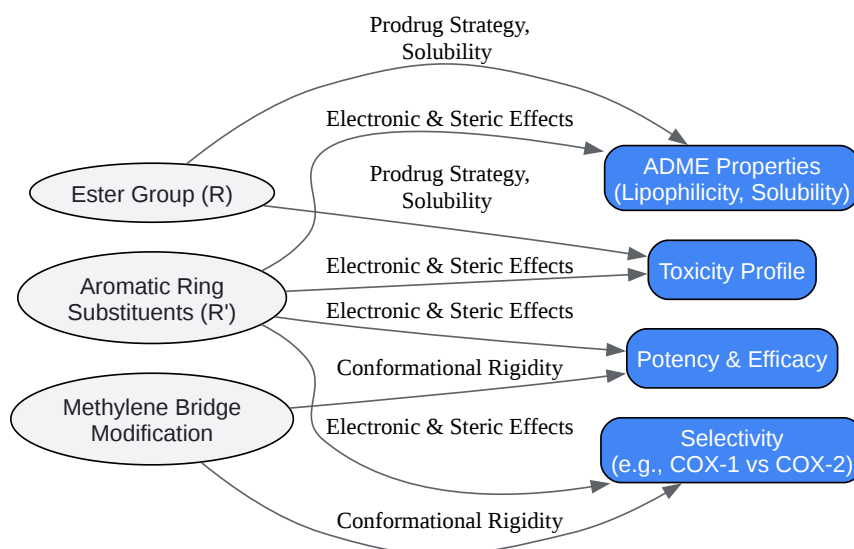 Prodrug Strategy,
Solubility
Electronic & Steric Effects
ADME Properties
(Lipophilicity, Solubility)
Ester Group (R)
Prodrug Strategy,
Solubility
Electronic & Steric Effects
Toxicity Profile
Aromatic Ring
Substituents (R')
Electronic & Steric Effects
Potency & Efficacy
Conformational Rigidity
Methylene Bridge
Modification
Electronic & Steric Effects
Selectivity
(e.g., COX-1 vs COX-2)
Conformational Rigidity